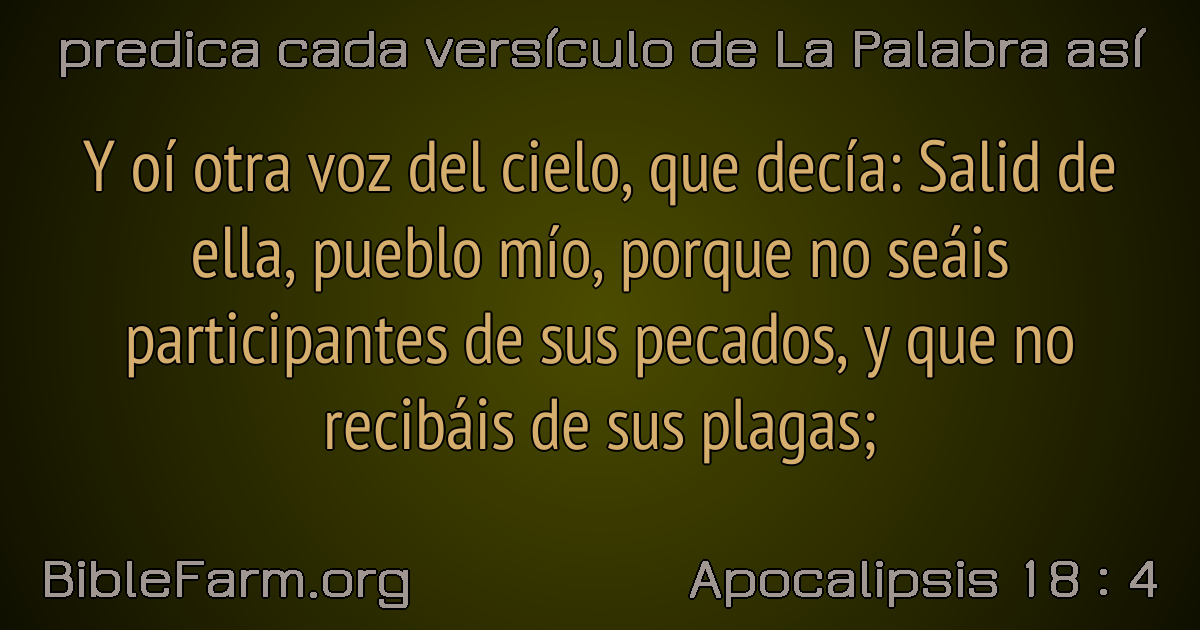 predica cada versículo de La Palabra así
Y oí otra voz del cielo, que decía: Salid de
ella, pueblo mío, porque no seáis
participantes de sus pecados, y que no
recibáis de sus plagas;
BibleFarm.org
Apocalipsis 18 : 4